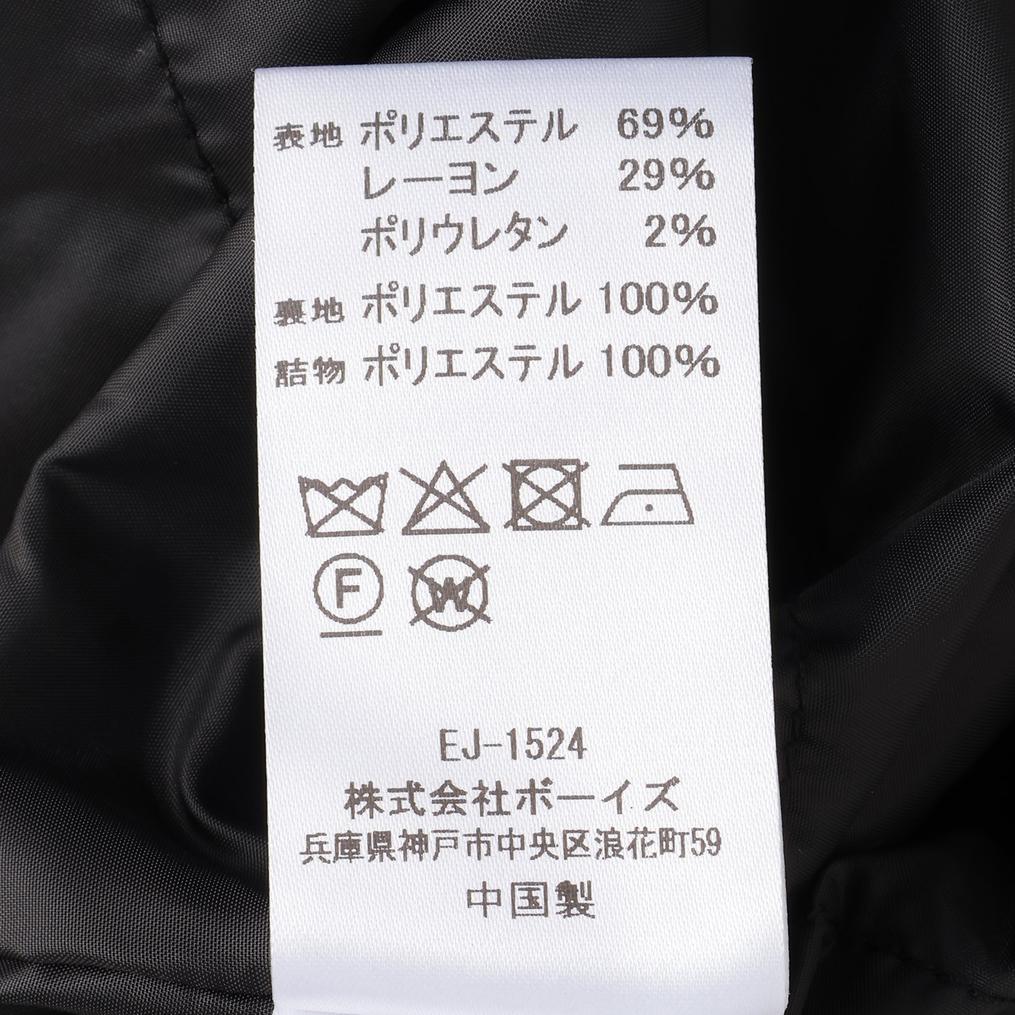 表地 ポリエステル 69%
レーヨン 29%
ポリウレタン 2%
裏地 ポリエステル 100%
詰物 ポリエステル 100%
F W
EJ-1524
株式会社ボーイズ
兵庫県神戸市中央区浪花町59
中国製